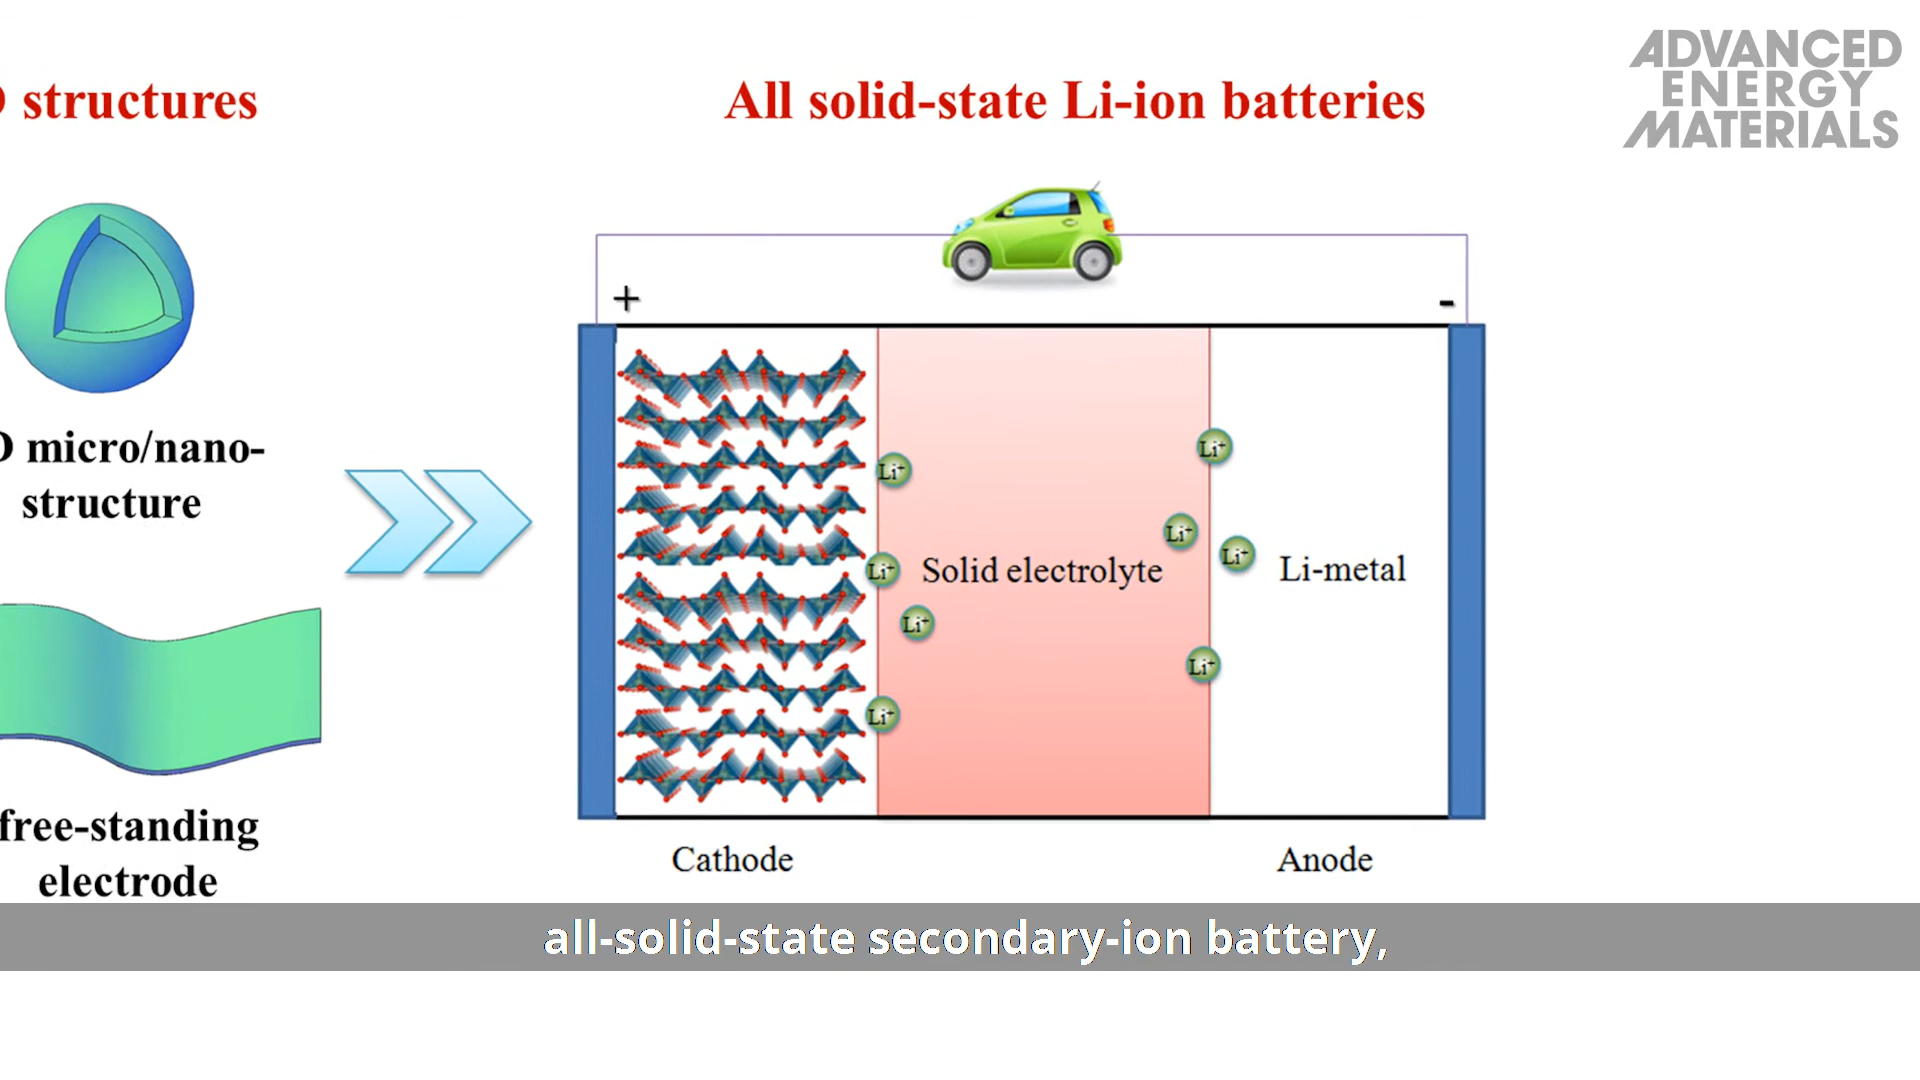 structures
All solid-state Li-ion batteries
ADVANCED
ENERGY
MATERIALS
+
-
micro/nano-
structure
Li⁺
Li⁺
Li⁺
Li⁺
Li⁺
Solid electrolyte
Li-metal
Li⁺
Li⁺
Li⁺
free-standing
electrode
Cathode
Anode
all-solid-state secondary-ion battery,